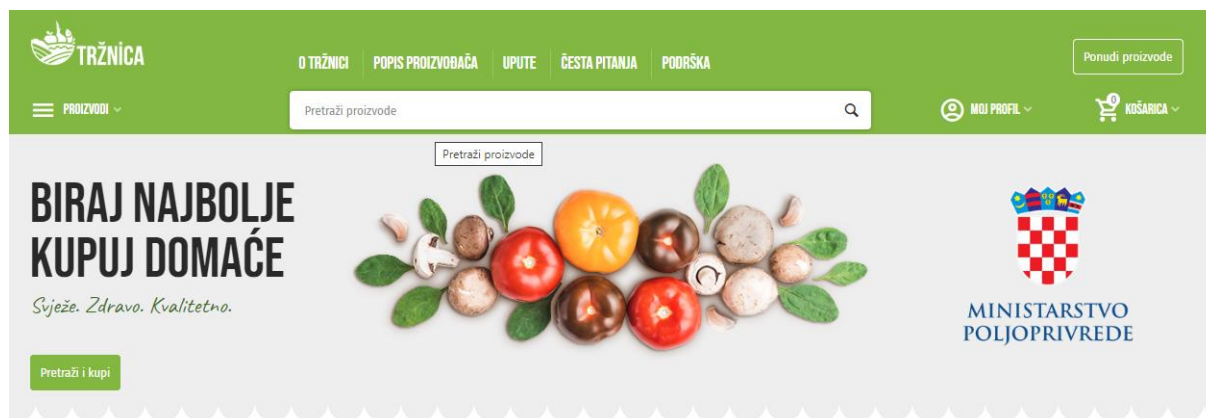 TRŽNICA
O TRŽNICI POPIS PROIZVOĐAČA UPUTE ČESTA PITANJA PODRŠKA
Ponudi proizvode
PROIZVODI
Pretraži proizvode
MOJ PROFIL
0
KOŠARICA
Pretraži proizvode
BIRAJ NAJBOLJE
KUPUJ DOMAĆE
Svježe. Zdravo. Kvalitetno.
Pretraži i kupi
MINISTARSTVO
POLJOPRIVREDE